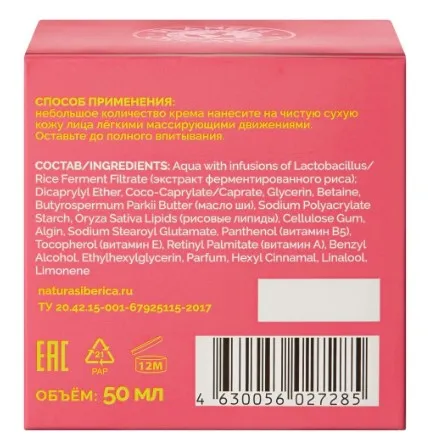 СПОСОБ ПРИМЕНЕНИЯ:
небольшое количество крема нанесите на чистую сухую
кожу лица лёгкими массирующими движениями.
Оставьте до полного впитывания.
СОСТАВ/INGREDIENTS: Aqua with infusions of Lactobacillus/
Rice Ferment Filtrate (экстракт ферментированного риса);
Dicaprylyl Ether, Coco-Caprylate/Caprate, Glycerin, Betaine,
Butyrospermum Parkii Butter (масло ши), Sodium Polyacrylate
Starch, Oryza Sativa Lipids (рисовые липиды), Cellulose Gum,
Algin, Sodium Stearoyl Glutamate, Panthenol (витамин B5),
Tocopherol (витамин E), Retinyl Palmitate (витамин A), Benzyl
Alcohol, Ethylhexylglycerin, Parfum, Hexyl Cinnamal, Linalool,
Limonene
naturasiberica.ru
ТУ 20.42.15-001-67925115-2017
EAC
21
PAP
12M
ОБЪЁМ: 50 МЛ
4 630056 027285